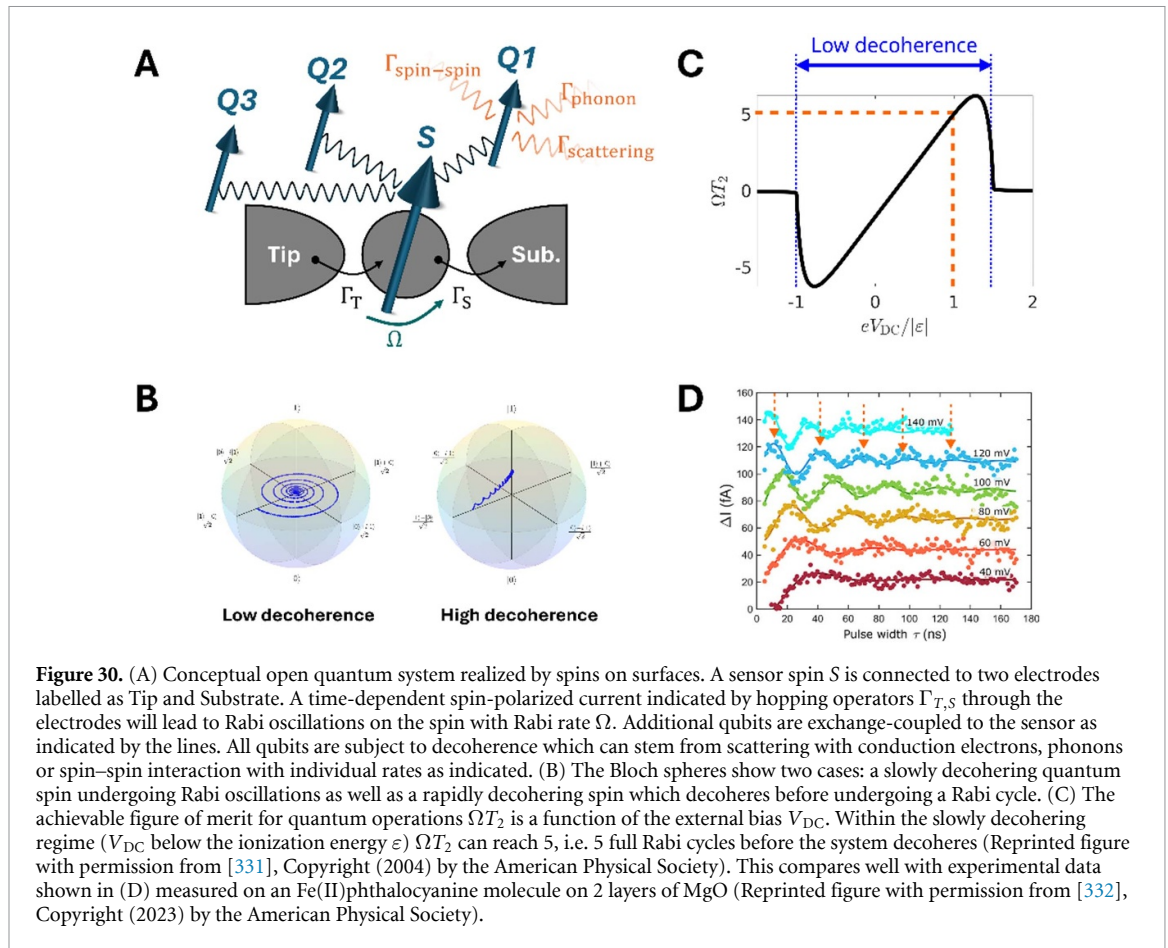 A
Q3
Q2
Γspin−spin
Q1
Γphonon
Γscattering
S
Tip
Sub.
Γ_T
Γ_S
Ω
B
|1⟩
|0⟩
Low decoherence
High decoherence
C
Low decoherence
ΩT₂
5
0
-5
-1
0
1
2
eV_DC/|ε|
D
ΔI (fA)
160
140
120
100
80
60
40
20
0
140 mV
120 mV
100 mV
80 mV
60 mV
40 mV
0 20 40 60 80 100 120 140 160 180
Pulse width τ (ns)
Figure 30. (A) Conceptual open quantum system realized by spins on surfaces. A sensor spin S is connected to two electrodes
labelled as Tip and Substrate. A time-dependent spin-polarized current indicated by hopping operators Γ_T,S through the
electrodes will lead to Rabi oscillations on the spin with Rabi rate Ω. Additional qubits are exchange-coupled to the sensor as
indicated by the lines. All qubits are subject to decoherence which can stem from scattering with conduction electrons, phonons
or spin–spin interaction with individual rates as indicated. (B) The Bloch spheres show two cases: a slowly decohering quantum
spin undergoing Rabi oscillations as well as a rapidly decohering spin which decoheres before undergoing a Rabi cycle. (C) The
achievable figure of merit for quantum operations ΩT₂ is a function of the external bias V_DC. Within the slowly decohering
regime (V_DC below the ionization energy ε) ΩT₂ can reach 5, i.e. 5 full Rabi cycles before the system decoheres (Reprinted figure
with permission from [331], Copyright (2004) by the American Physical Society). This compares well with experimental data
shown in (D) measured on an Fe(II)phthalocyanine molecule on 2 layers of MgO (Reprinted figure with permission from [332],
Copyright (2023) by the American Physical Society).